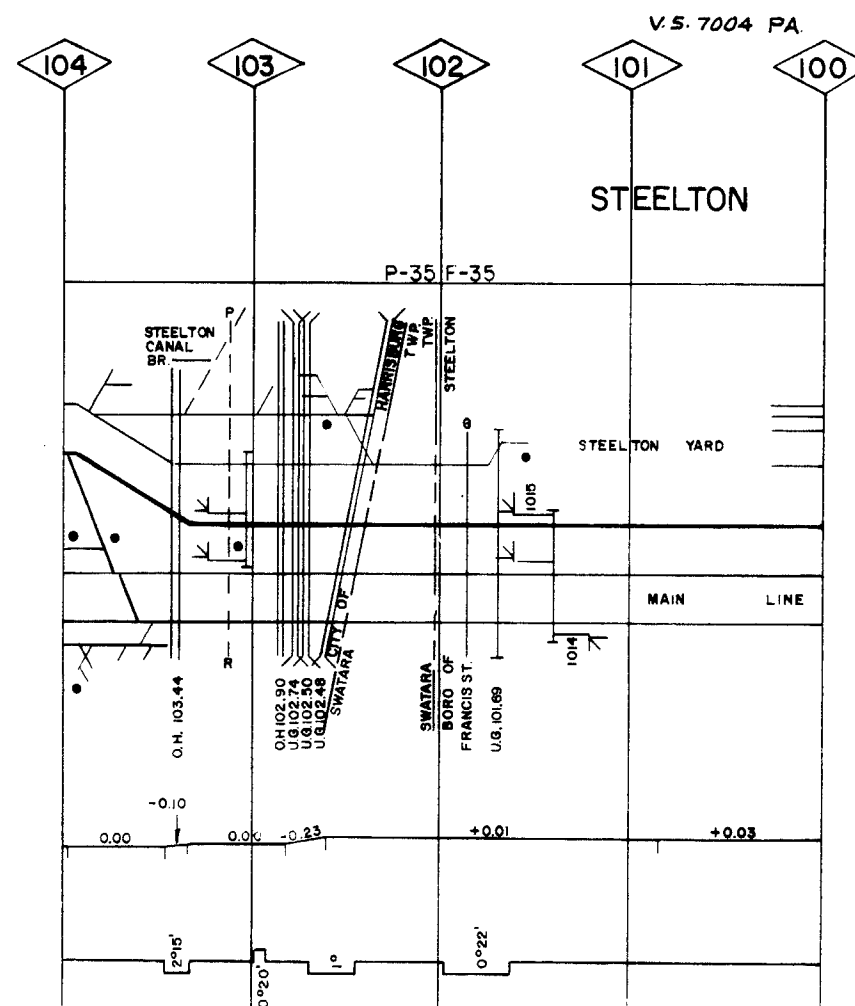 V.S. 7004 PA.
104
103
102
101
100
STEELTON
P-35 F-35
STEELTON
CANAL
BR.
P
HARRISBURG
TWP.
TWP.
STEELTON
G
STEELTON YARD
1015
MAIN LINE
1014
R
CITY OF
SWATARA
SWATARA
BORO OF
FRANCIS ST.
U.G. 101.69
O.H. 103.44
O.H 102.90
U.G. 102.74
U.G. 102.50
U.G. 102.48
-0.10
0.00
0.00
-0.23
+0.01
+0.03
2°15'
0°20'
1°
0°22'